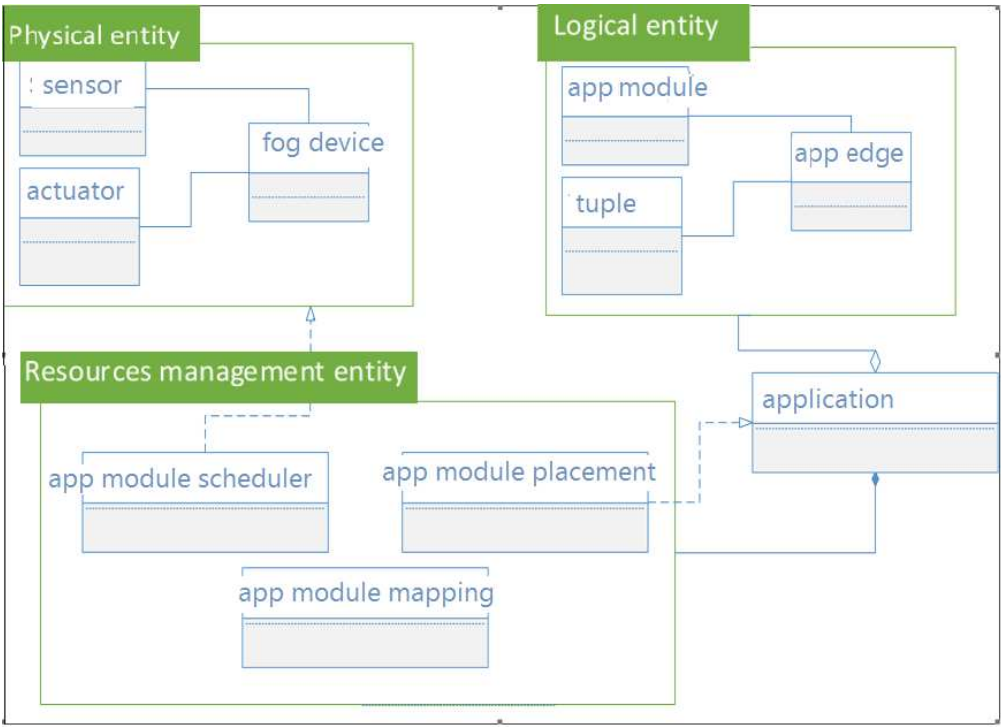 Physical entity
sensor
fog device
actuator
Logical entity
app module
app edge
tuple
Resources management entity
app module scheduler
app module placement
app module mapping
application